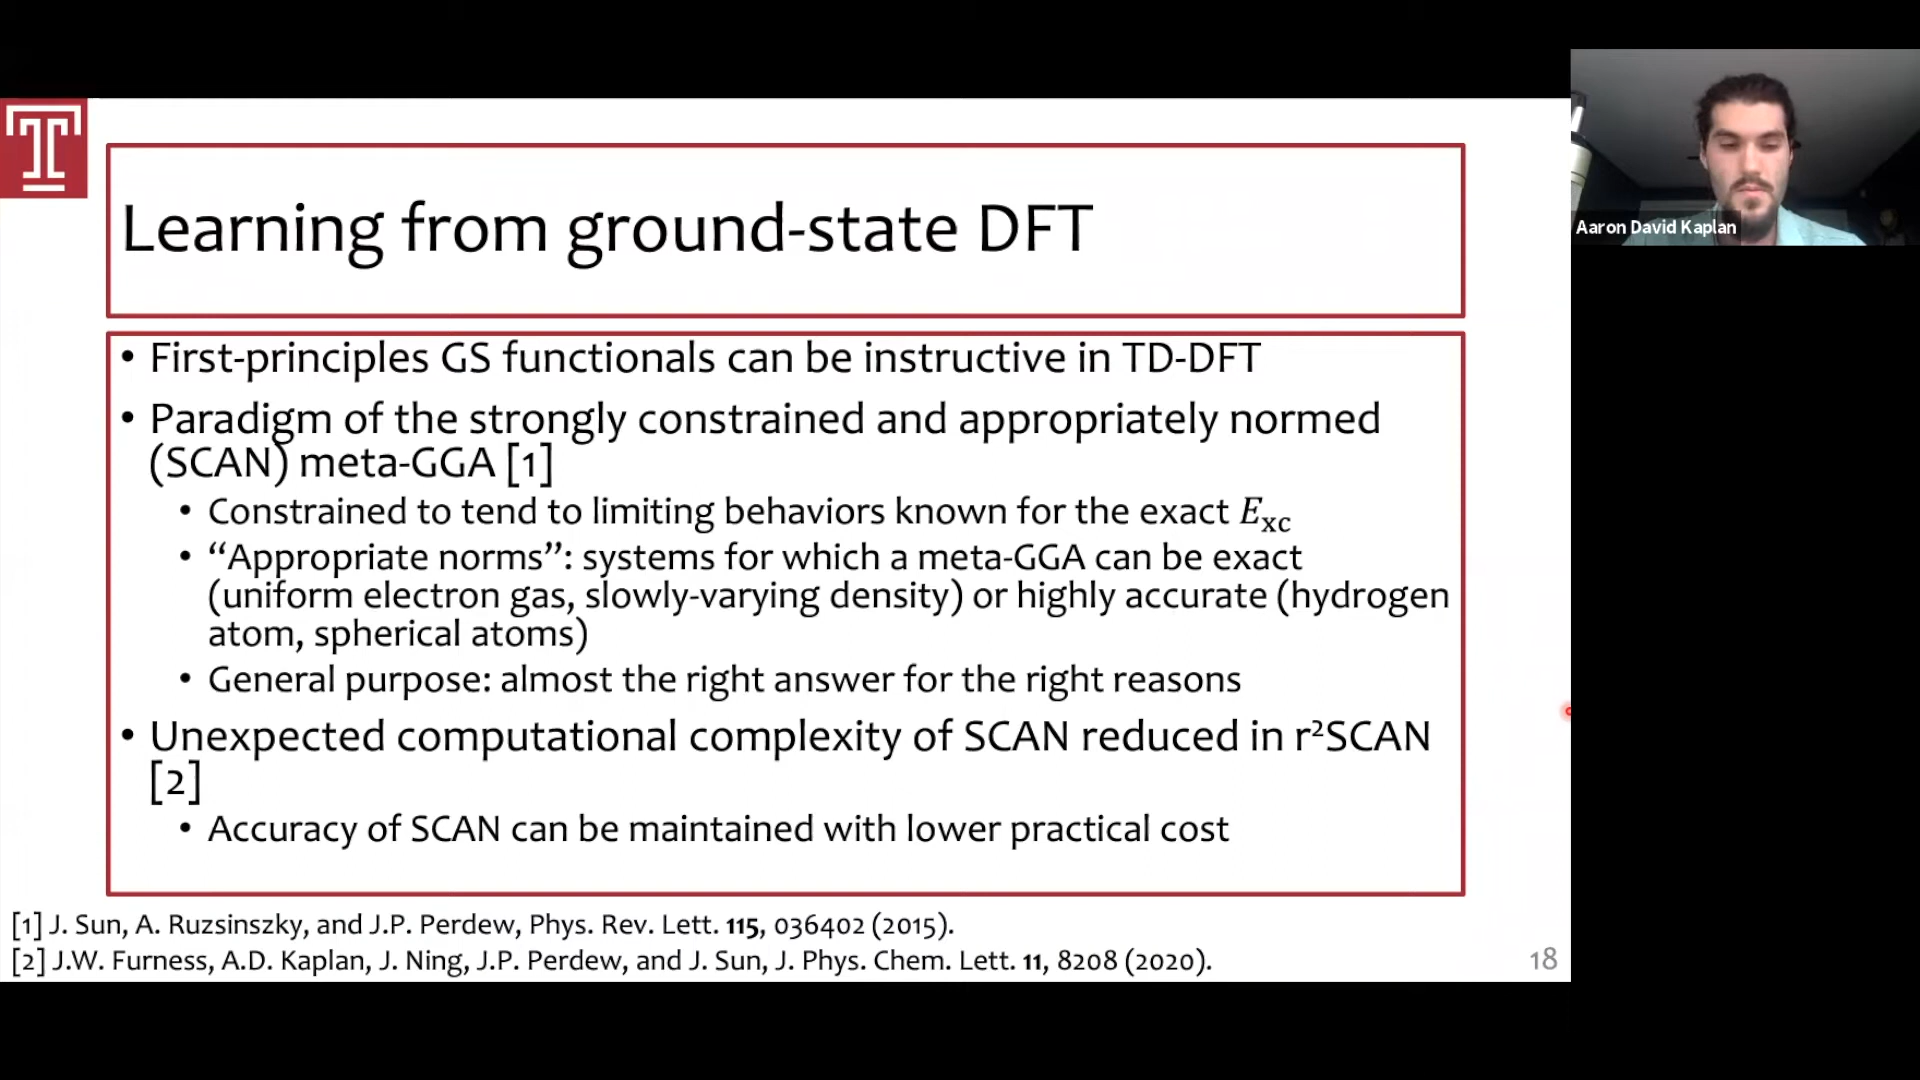 Learning from ground-state DFT
• First-principles GS functionals can be instructive in TD-DFT
• Paradigm of the strongly constrained and appropriately normed
(SCAN) meta-GGA [1]
• Constrained to tend to limiting behaviors known for the exact Exc
• “Appropriate norms”: systems for which a meta-GGA can be exact
(uniform electron gas, slowly-varying density) or highly accurate (hydrogen
atom, spherical atoms)
• General purpose: almost the right answer for the right reasons
• Unexpected computational complexity of SCAN reduced in r²SCAN
[2]
• Accuracy of SCAN can be maintained with lower practical cost
[1] J. Sun, A. Ruzsinszky, and J.P. Perdew, Phys. Rev. Lett. 115, 036402 (2015).
[2] J.W. Furness, A.D. Kaplan, J. Ning, J.P. Perdew, and J. Sun, J. Phys. Chem. Lett. 11, 8208 (2020).
18
Aaron David Kaplan